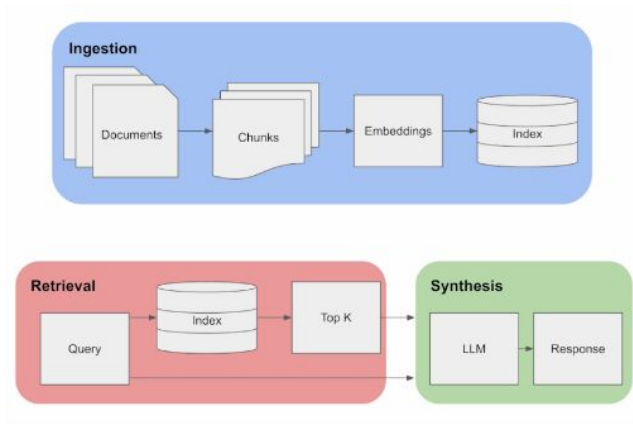 Ingestion
Documents
Chunks
Embeddings
Index
Retrieval
Query
Index
Top K
Synthesis
LLM
Response